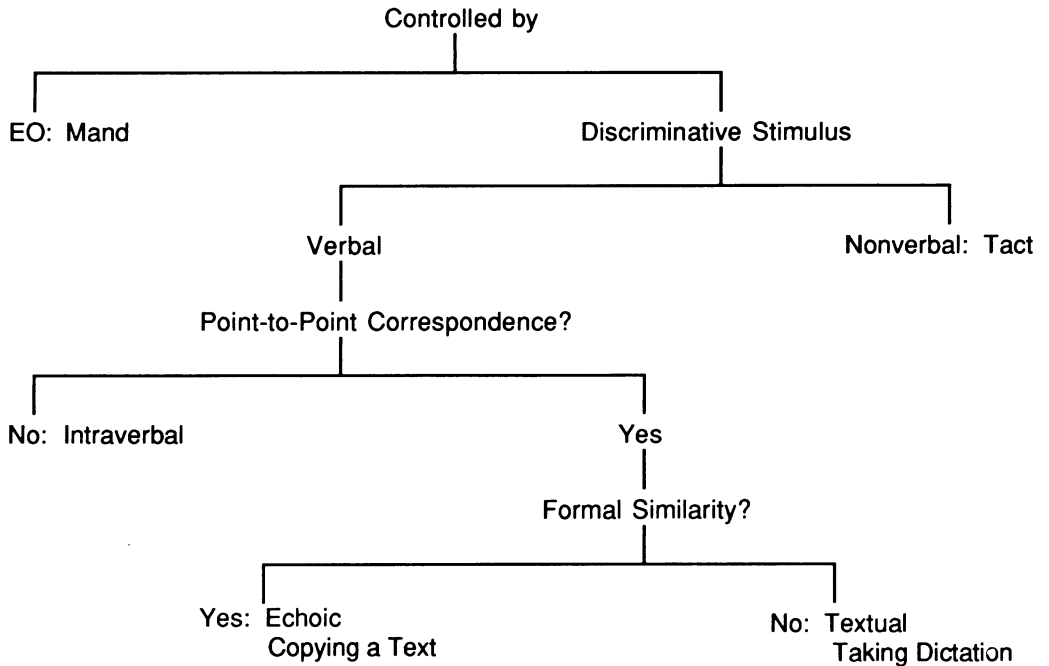 Controlled by
EO: Mand
Discriminative Stimulus
Verbal
Nonverbal: Tact
Point-to-Point Correspondence?
No: Intraverbal
Yes
Formal Similarity?
Yes: Echoic
Copying a Text
No: Textual
Taking Dictation